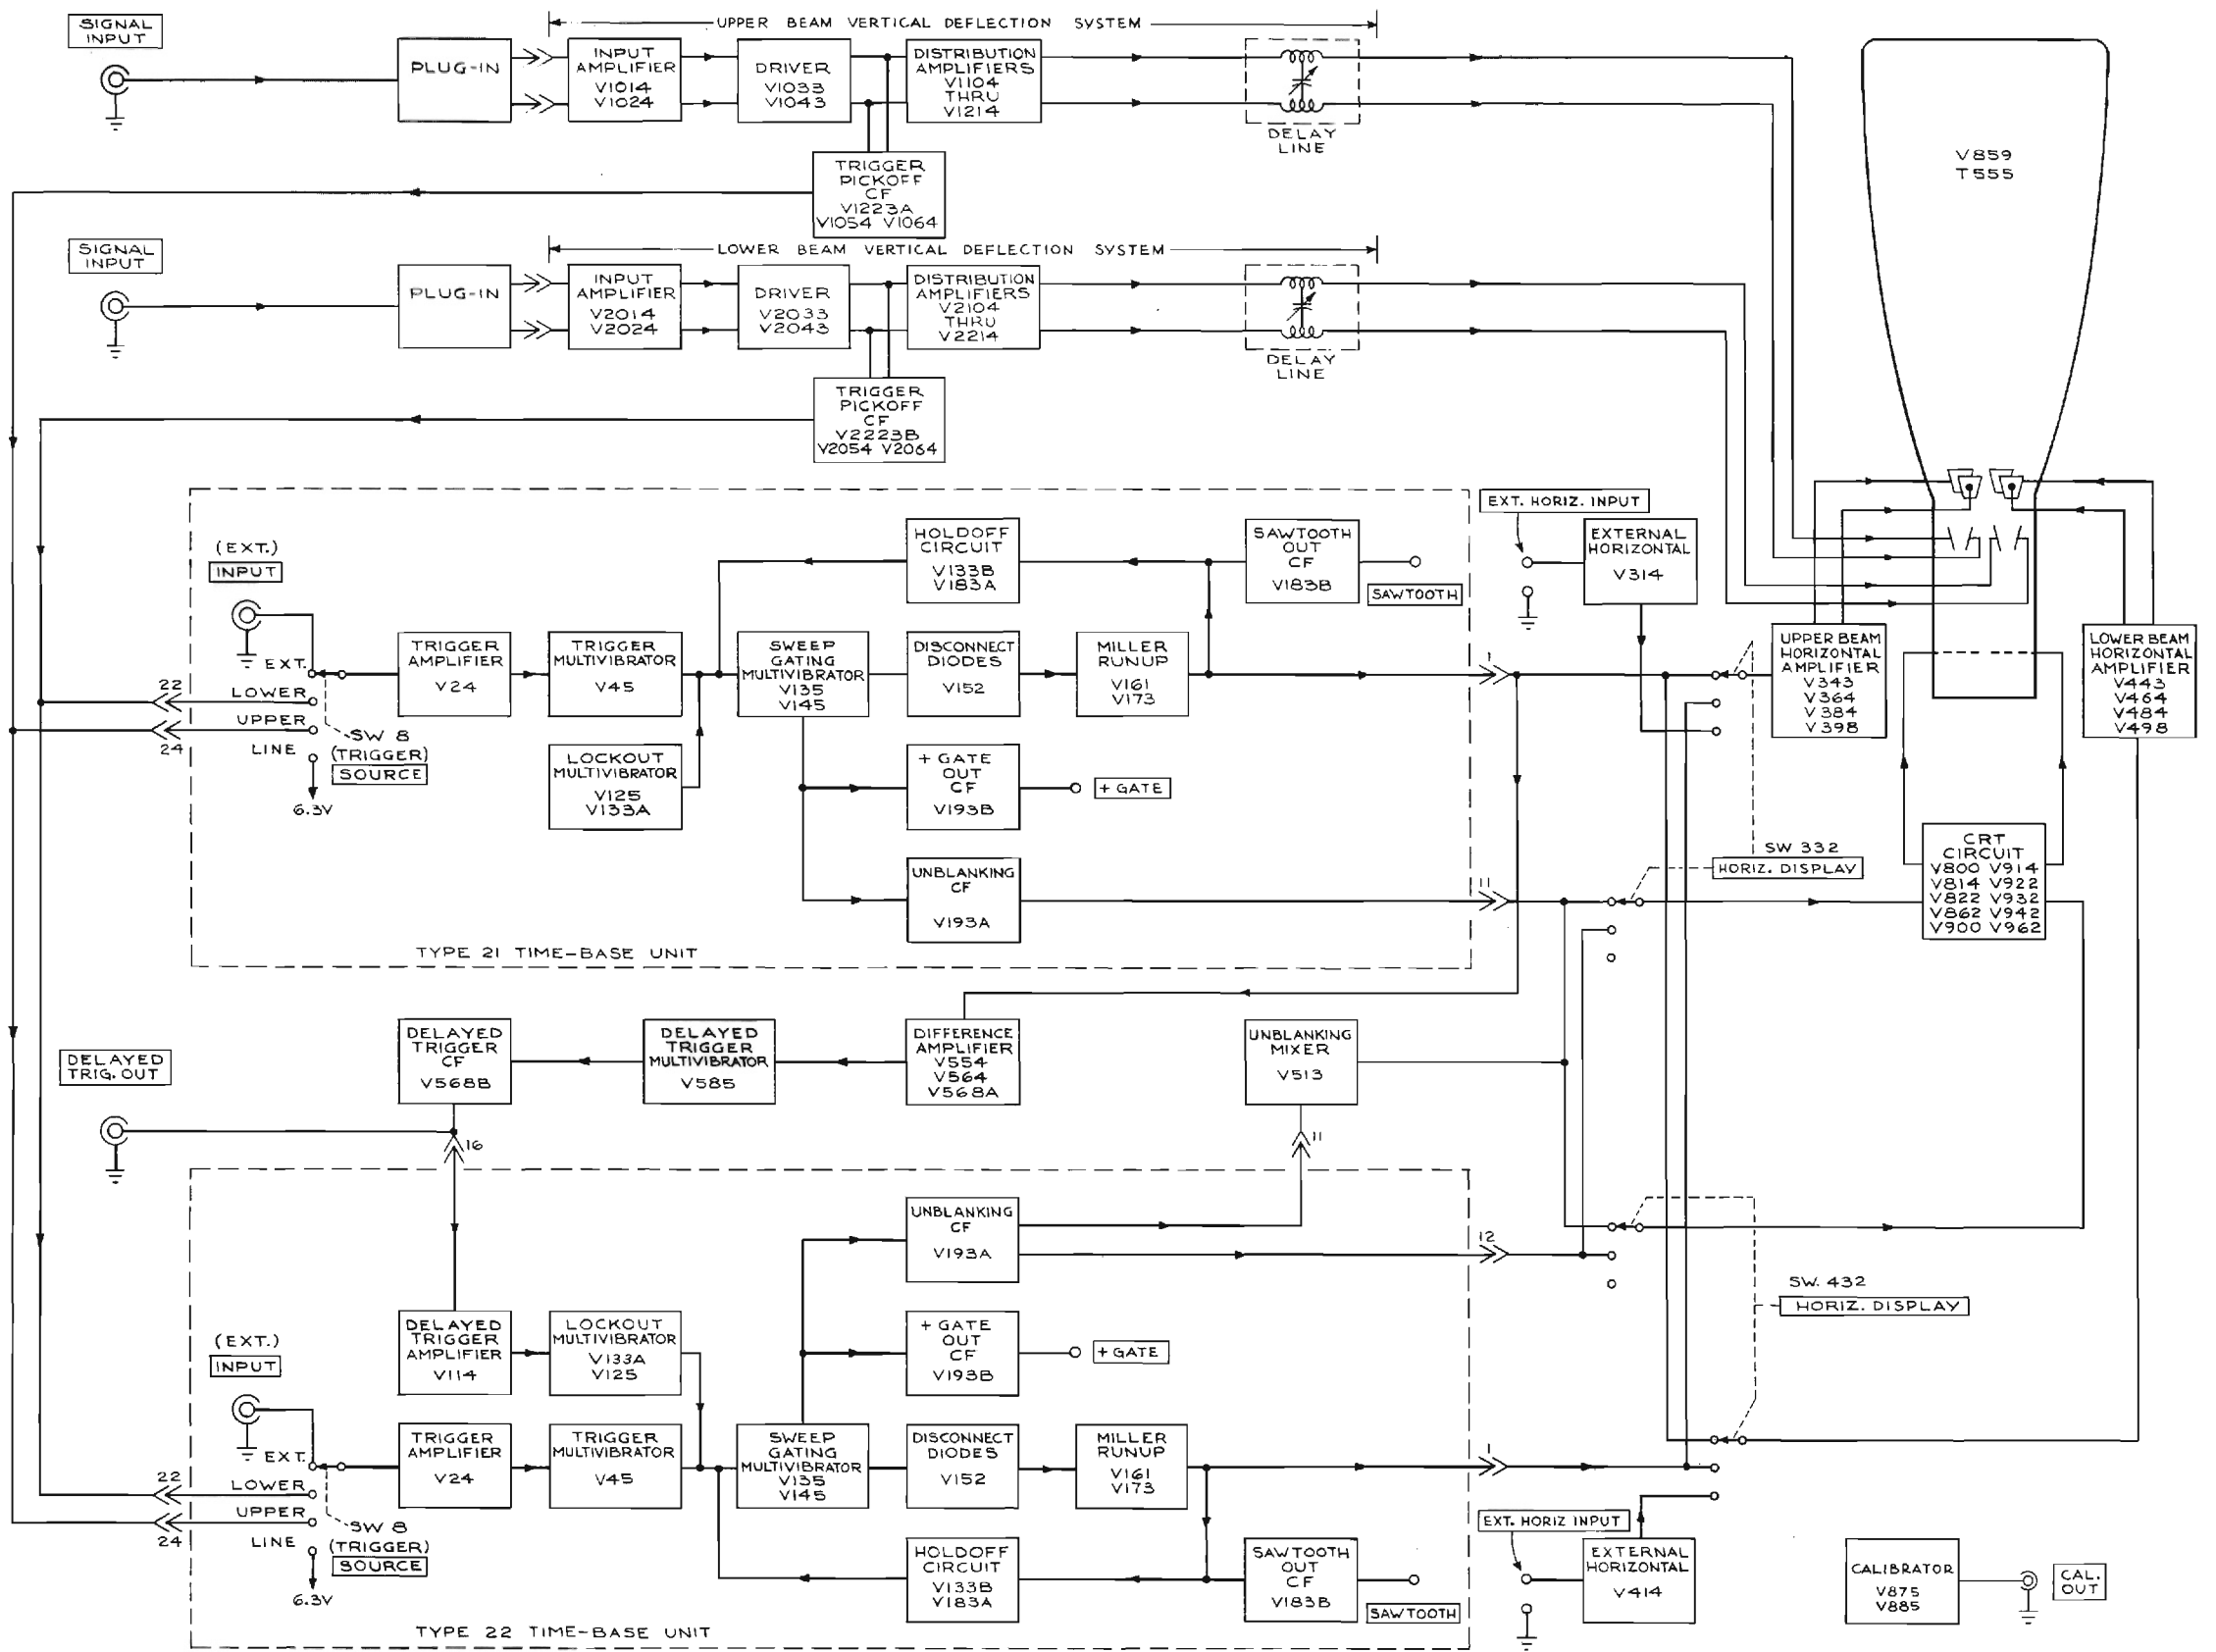 SIGNAL
INPUT
UPPER BEAM VERTICAL DEFLECTION SYSTEM
PLUG-IN
INPUT
AMPLIFIER
V1014
V1024
DRIVER
V1033
V1043
DISTRIBUTION
AMPLIFIERS
V1104
THRU
V1214
DELAY
LINE
TRIGGER
PICKOFF
CF
V1223A
V1054 V1064
V859
T555
SIGNAL
INPUT
LOWER BEAM VERTICAL DEFLECTION SYSTEM
PLUG-IN
INPUT
AMPLIFIER
V2014
V2024
DRIVER
V2033
V2043
DISTRIBUTION
AMPLIFIERS
V2104
THRU
V2214
DELAY
LINE
TRIGGER
PICKOFF
CF
V2223B
V2054 V2064
(EXT.)
INPUT
EXT.
22
LOWER
UPPER
24
LINE
SW 8
(TRIGGER)
SOURCE
6.3V
TRIGGER
AMPLIFIER
V24
TRIGGER
MULTIVIBRATOR
V45
LOCKOUT
MULTIVIBRATOR
V125
V133A
SWEEP
GATING
MULTIVIBRATOR
V135
V145
HOLDOFF
CIRCUIT
V133B
V183A
DISCONNECT
DIODES
V152
MILLER
RUNUP
V161
V173
SAWTOOTH
OUT
CF
V183B
SAWTOOTH
+ GATE
OUT
CF
V193B
+ GATE
UNBLANKING
CF
V193A
1
11
TYPE 21 TIME-BASE UNIT
EXT. HORIZ. INPUT
EXTERNAL
HORIZONTAL
V314
UPPER BEAM
HORIZONTAL
AMPLIFIER
V343
V364
V384
V398
LOWER BEAM
HORIZONTAL
AMPLIFIER
V443
V464
V484
V498
SW 332
HORIZ. DISPLAY
CRT
CIRCUIT
V800 V914
V814 V922
V822 V932
V862 V942
V900 V962
DELAYED
TRIG. OUT
DELAYED
TRIGGER
CF
V568B
DELAYED
TRIGGER
MULTIVIBRATOR
V585
DIFFERENCE
AMPLIFIER
V554
V564
V568A
UNBLANKING
MIXER
V513
16
11
UNBLANKING
CF
V193A
12
SW. 432
HORIZ. DISPLAY
DELAYED
TRIGGER
AMPLIFIER
V114
LOCKOUT
MULTIVIBRATOR
V133A
V125
+ GATE
OUT
CF
V193B
+ GATE
(EXT.)
INPUT
EXT.
22
LOWER
UPPER
24
LINE
SW 8
(TRIGGER)
SOURCE
6.3V
TRIGGER
AMPLIFIER
V24
TRIGGER
MULTIVIBRATOR
V45
SWEEP
GATING
MULTIVIBRATOR
V135
V145
DISCONNECT
DIODES
V152
MILLER
RUNUP
V161
V173
1
HOLDOFF
CIRCUIT
V133B
V183A
SAWTOOTH
OUT
CF
V183B
SAWTOOTH
EXT. HORIZ INPUT
EXTERNAL
HORIZONTAL
V414
CALIBRATOR
V875
V885
CAL.
OUT
TYPE 22 TIME-BASE UNIT